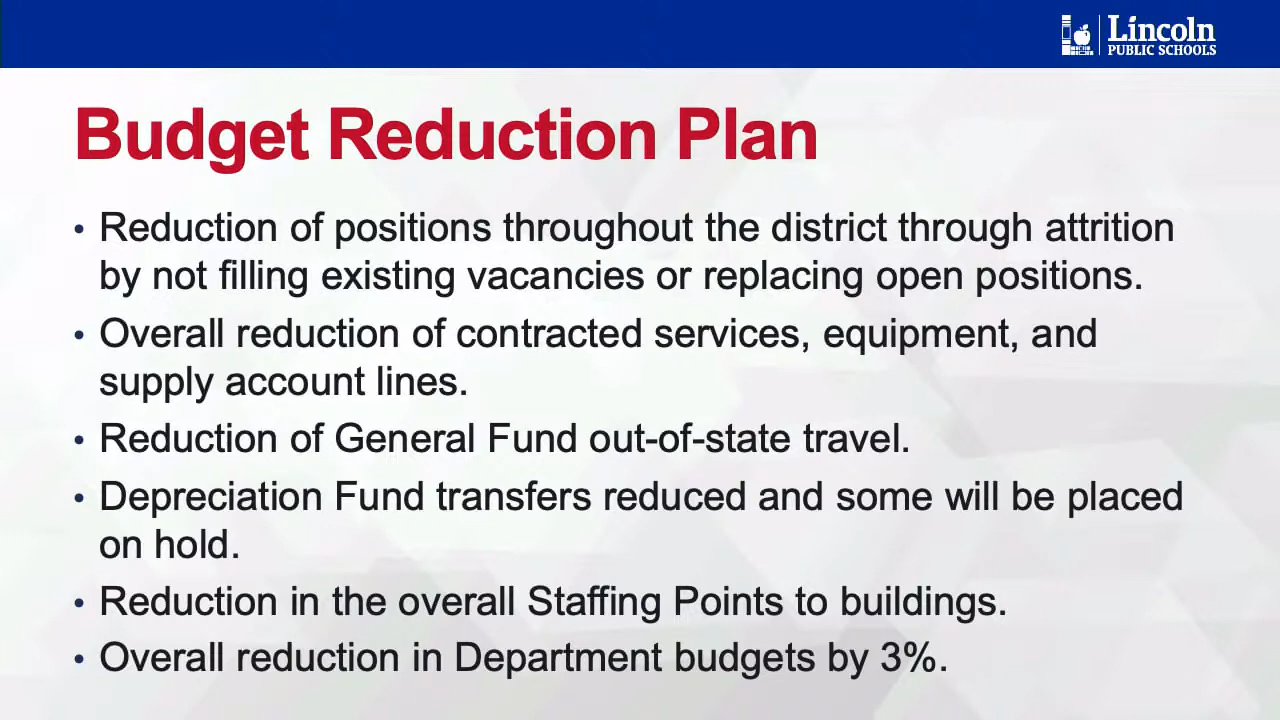 Lincoln
PUBLIC SCHOOLS
Budget Reduction Plan
• Reduction of positions throughout the district through attrition
by not filling existing vacancies or replacing open positions.
• Overall reduction of contracted services, equipment, and
supply account lines.
• Reduction of General Fund out-of-state travel.
• Depreciation Fund transfers reduced and some will be placed
on hold.
• Reduction in the overall Staffing Points to buildings.
• Overall reduction in Department budgets by 3%.